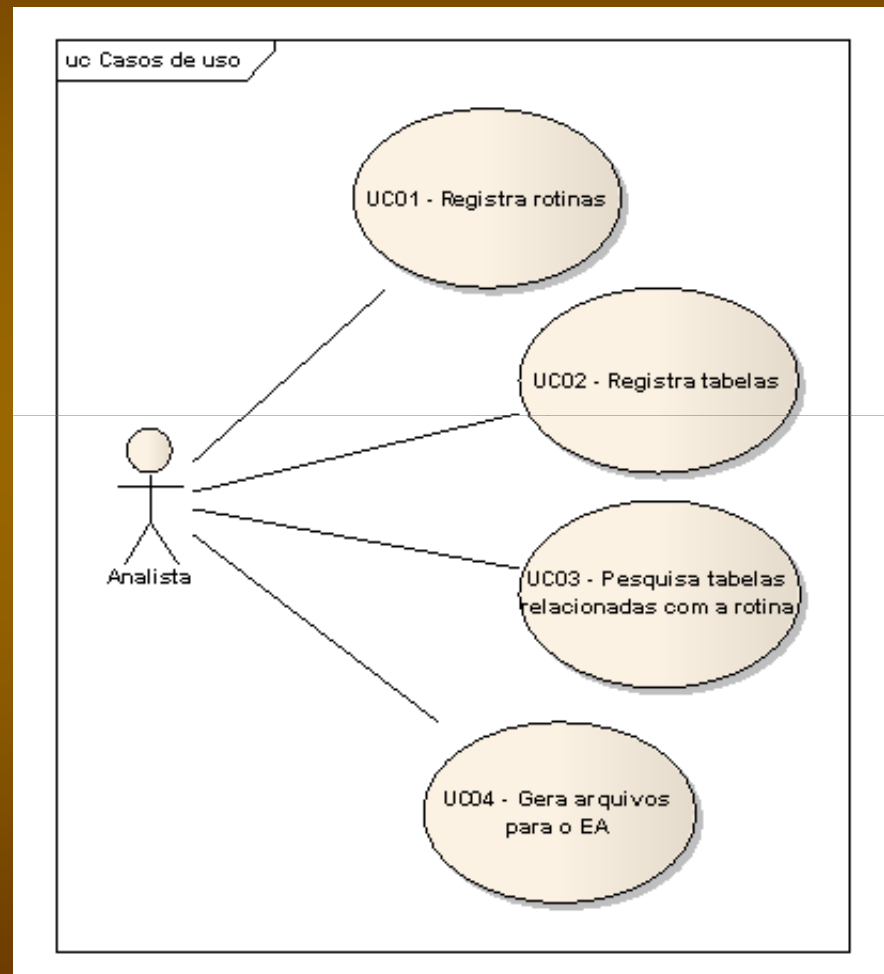 uc Casos de uso
UC01 - Registra rotinas
UC02 - Registra tabelas
Analista
UC03 - Pesquisa tabelas
relacionadas com a rotina
UC04 - Gera arquivos
para o EA